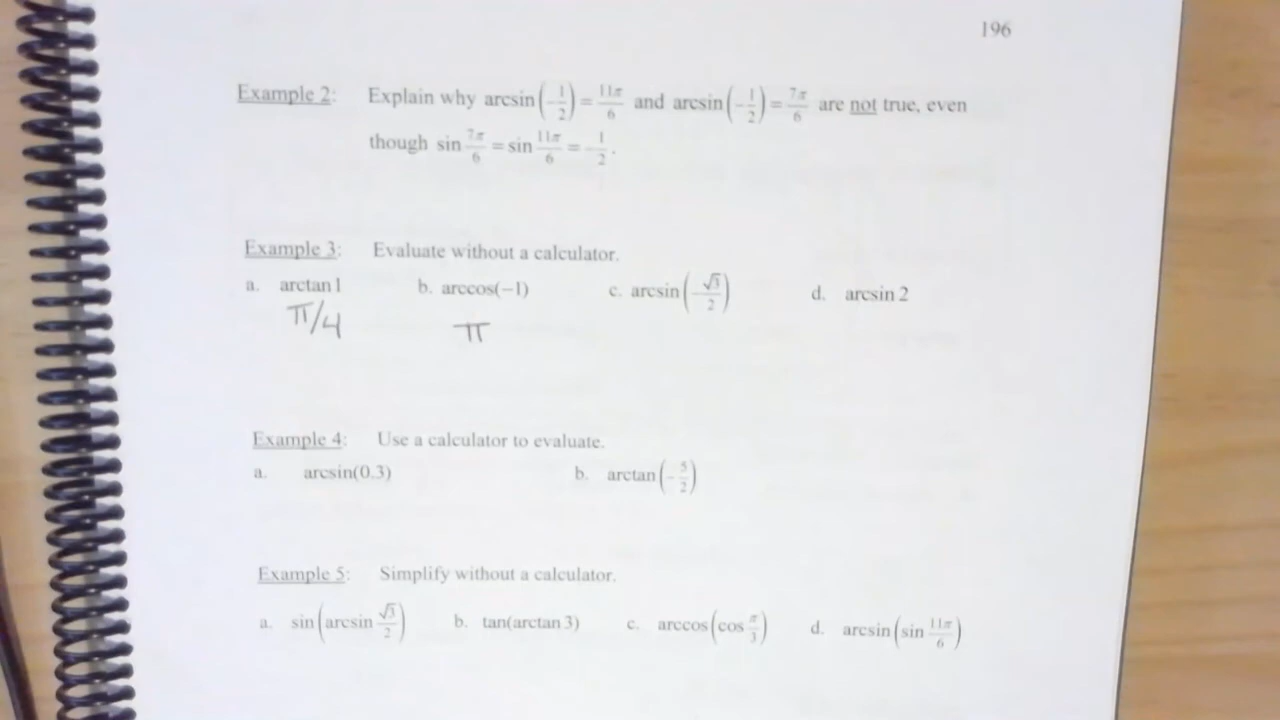 196
Example 2: Explain why arcsin(-1/2) = 11π/6 and arcsin(-1/2) = 7π/6 are not true, even
though sin 7π/6 = sin 11π/6 = -1/2.
Example 3: Evaluate without a calculator.
a. arctan 1 b. arccos(-1) c. arcsin(-√3/2) d. arcsin 2
π/4 π
Example 4: Use a calculator to evaluate.
a. arcsin(0.3) b. arctan(-5/2)
Example 5: Simplify without a calculator.
a. sin(arcsin √3/2) b. tan(arctan 3) c. arccos(cos π/3) d. arcsin(sin 11π/6)